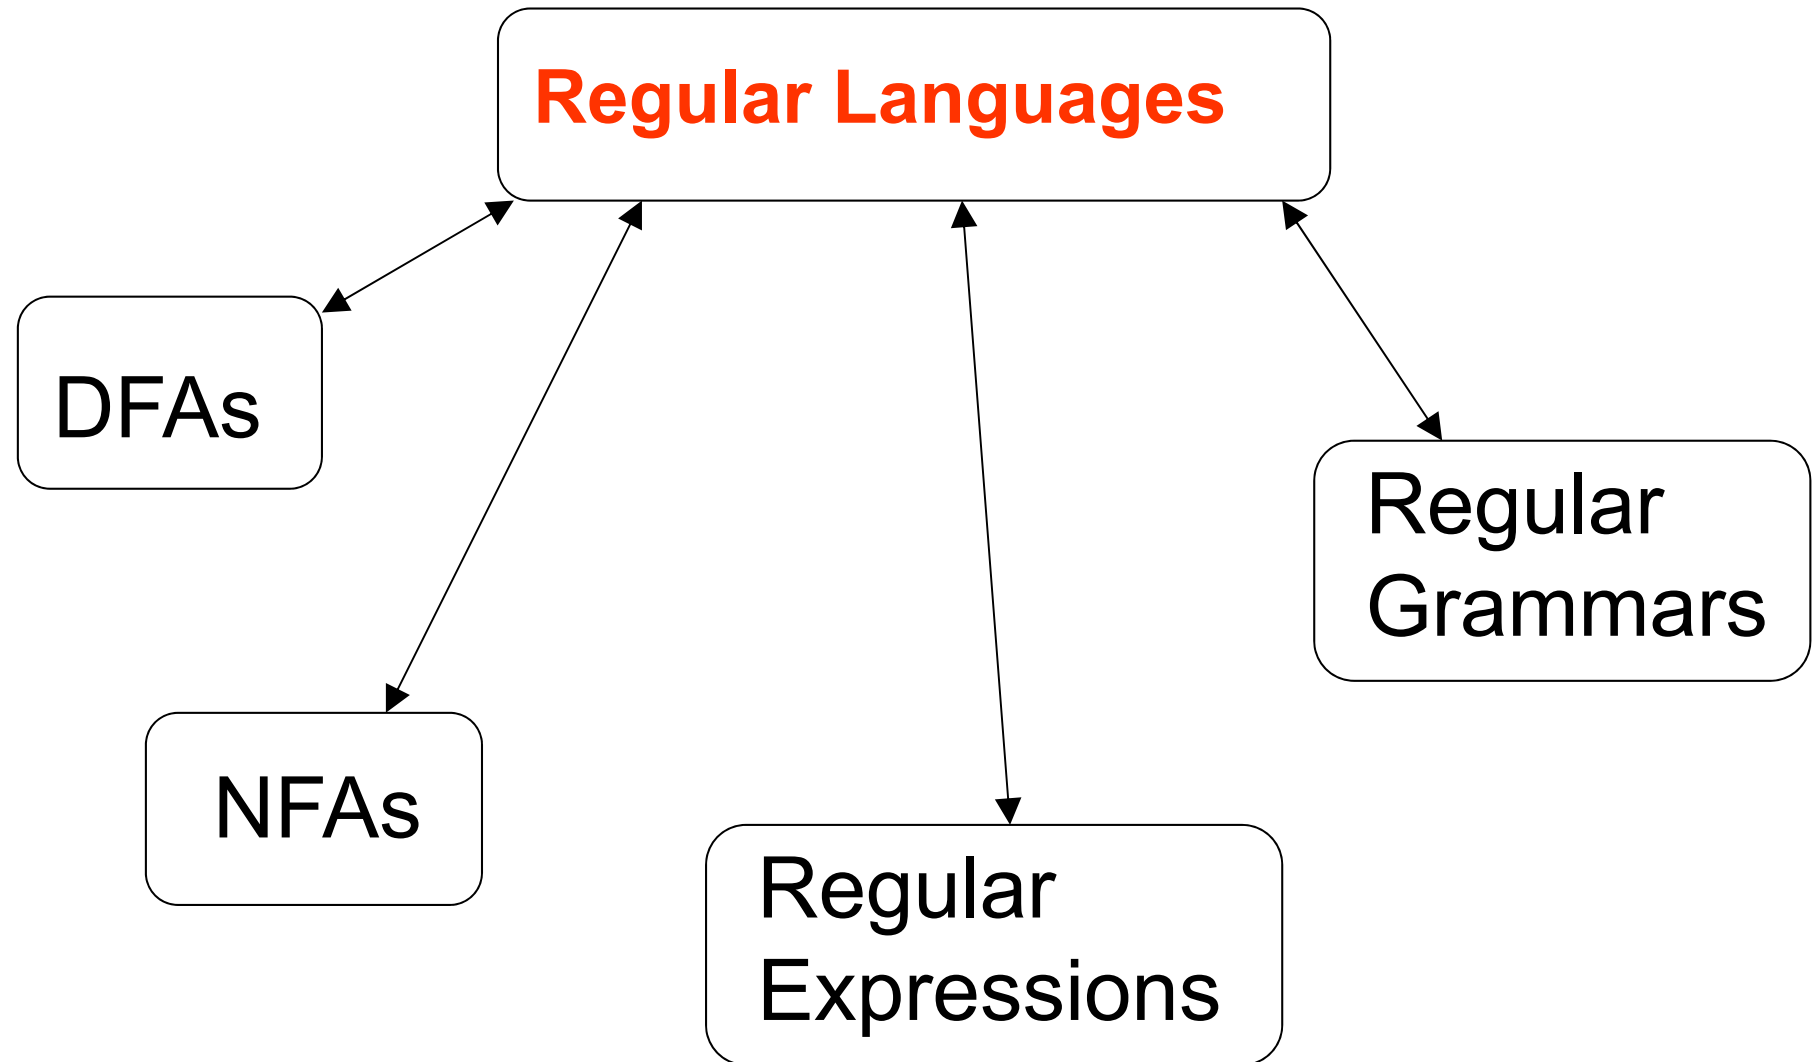 Regular Languages
DFAs
Regular
Grammars
NFAs
Regular
Expressions